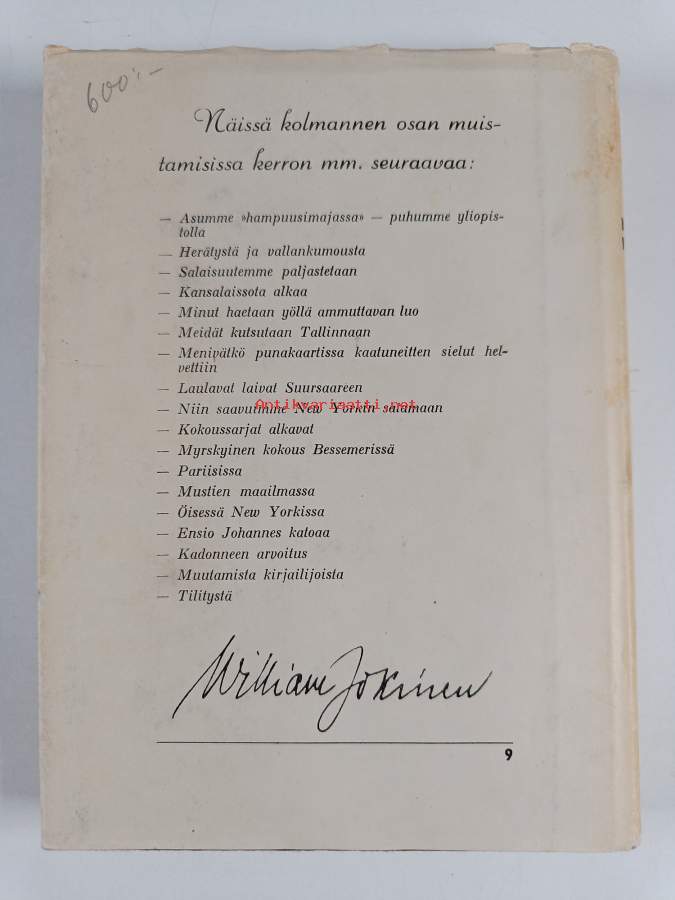 600:-
Näissä kolmannen osan muis-
tamisissa kerron mm. seuraavaa:
— Asumme »hampuusimajassa» — puhumme yliopis-
tolla
— Herätystä ja vallankumousta
— Salaisuutemme paljastetaan
— Kansalaissota alkaa
— Minut haetaan yöllä ammuttavan luo
— Meidät kutsutaan Tallinnaan
— Menivätkö punakaartissa kaatuneitten sielut hel-
vettiin
— Laulavat laivat Suursaareen
Antikvariaatti.net
— Niin saavuimme New Yorkin satamaan
— Kokoussarjat alkavat
— Myrskyinen kokous Bessemerissä
— Pariisissa
— Mustien maailmassa
— Öisessä New Yorkissa
— Ensio Johannes katoaa
— Kadonneen arvoitus
— Muutamista kirjailijoista
— Tilitystä
William Jokinen
9